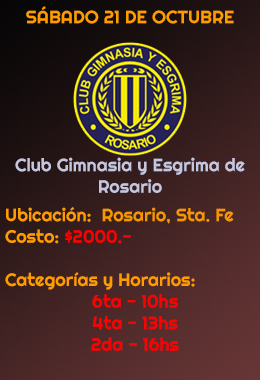 SÁBADO 21 DE OCTUBRE
CLUB GIMNASIA Y ESGRIMA
ROSARIO
Club Gimnasia y Esgrima de
Rosario
Ubicación: Rosario, Sta. Fe
Costo: $2000.-
Categorías y Horarios:
6ta - 10hs
4ta - 13hs
2da - 16hs